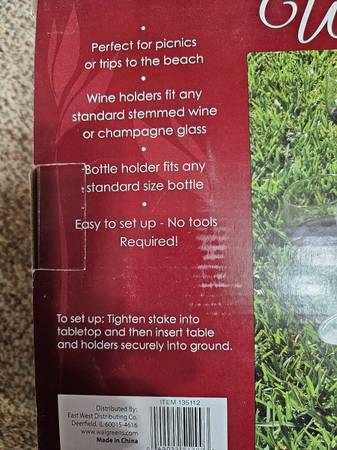 Perfect for picnics
or trips to the beach
•
Wine holders fit any
standard stemmed wine
or champagne glass
•
Bottle holder fits any
standard size bottle
•
Easy to set up - No tools
Required!
To set up: Tighten stake into
tabletop and then insert table
and holders securely into ground.
Distributed By:
East West Distributing Co.
Deerfield, IL 60015-4616
www.walgreens.com
Made in China
ITEM 135112